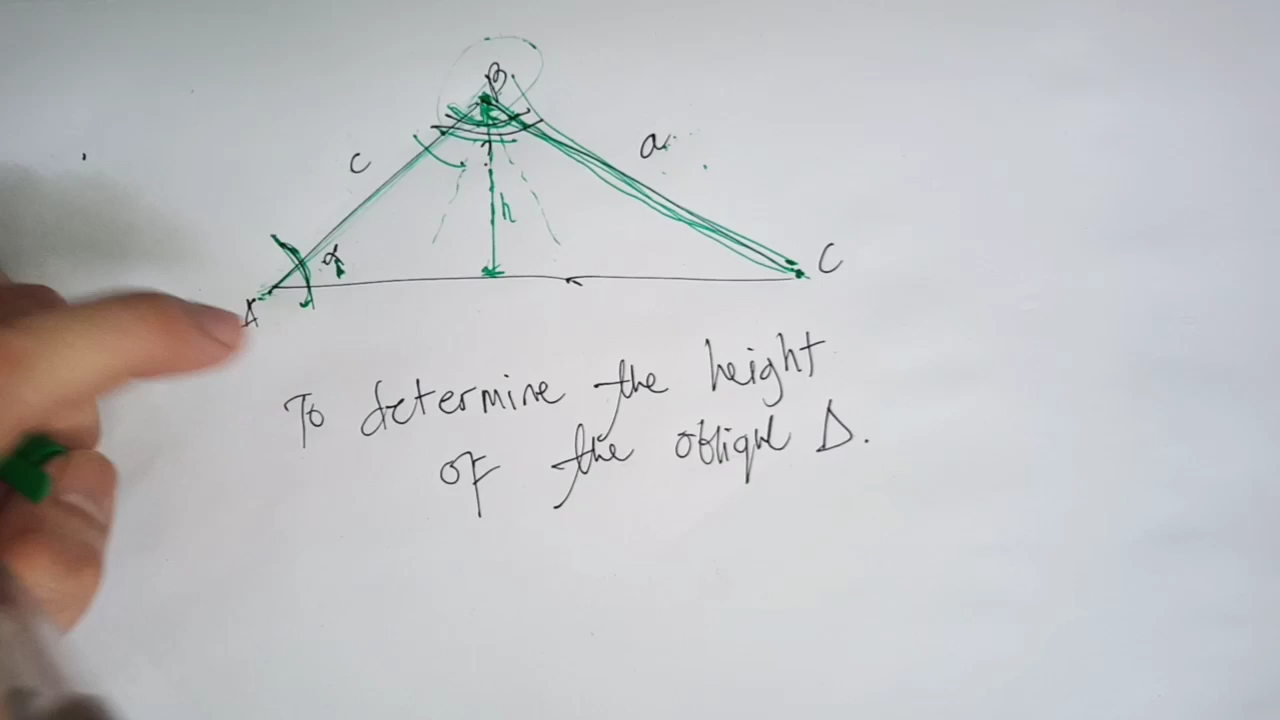 B
c
a
h
α
C
A
To determine the height
of the oblique Δ.